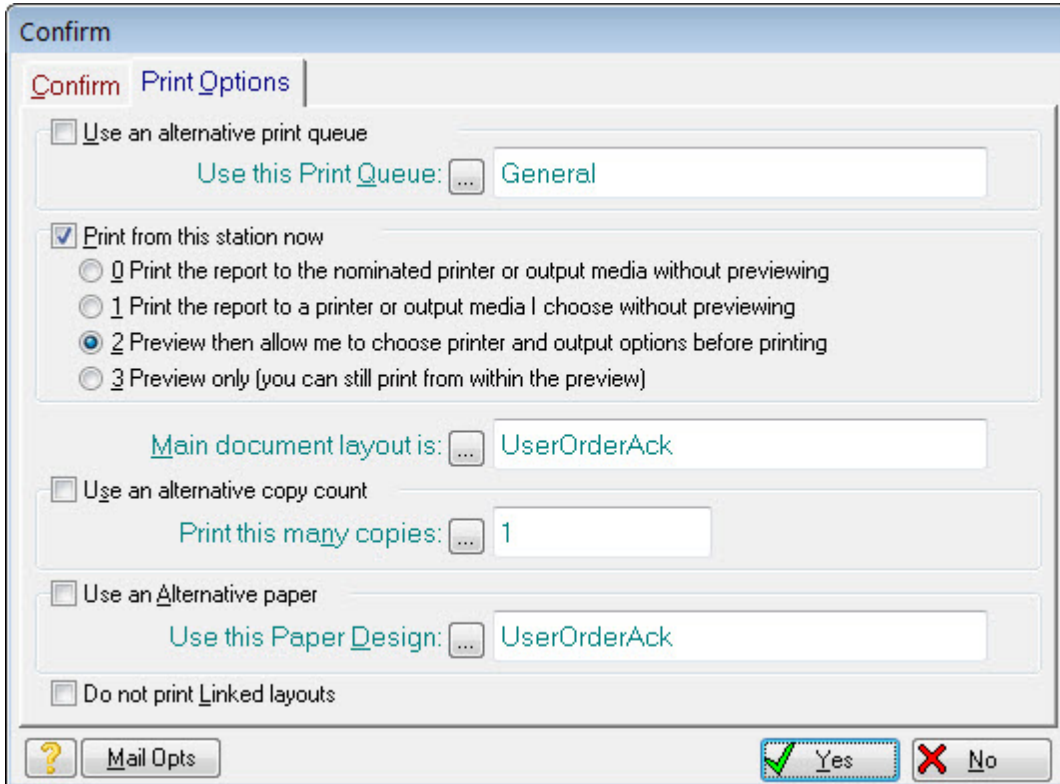 Confirm
Confirm Print Options
Use an alternative print queue
Use this Print Queue: ... General
Print from this station now
0 Print the report to the nominated printer or output media without previewing
1 Print the report to a printer or output media I choose without previewing
2 Preview then allow me to choose printer and output options before printing
3 Preview only (you can still print from within the preview)
Main document layout is: ... UserOrderAck
Use an alternative copy count
Print this many copies: ... 1
Use an Alternative paper
Use this Paper Design: ... UserOrderAck
Do not print Linked layouts
? Mail Opts Yes No